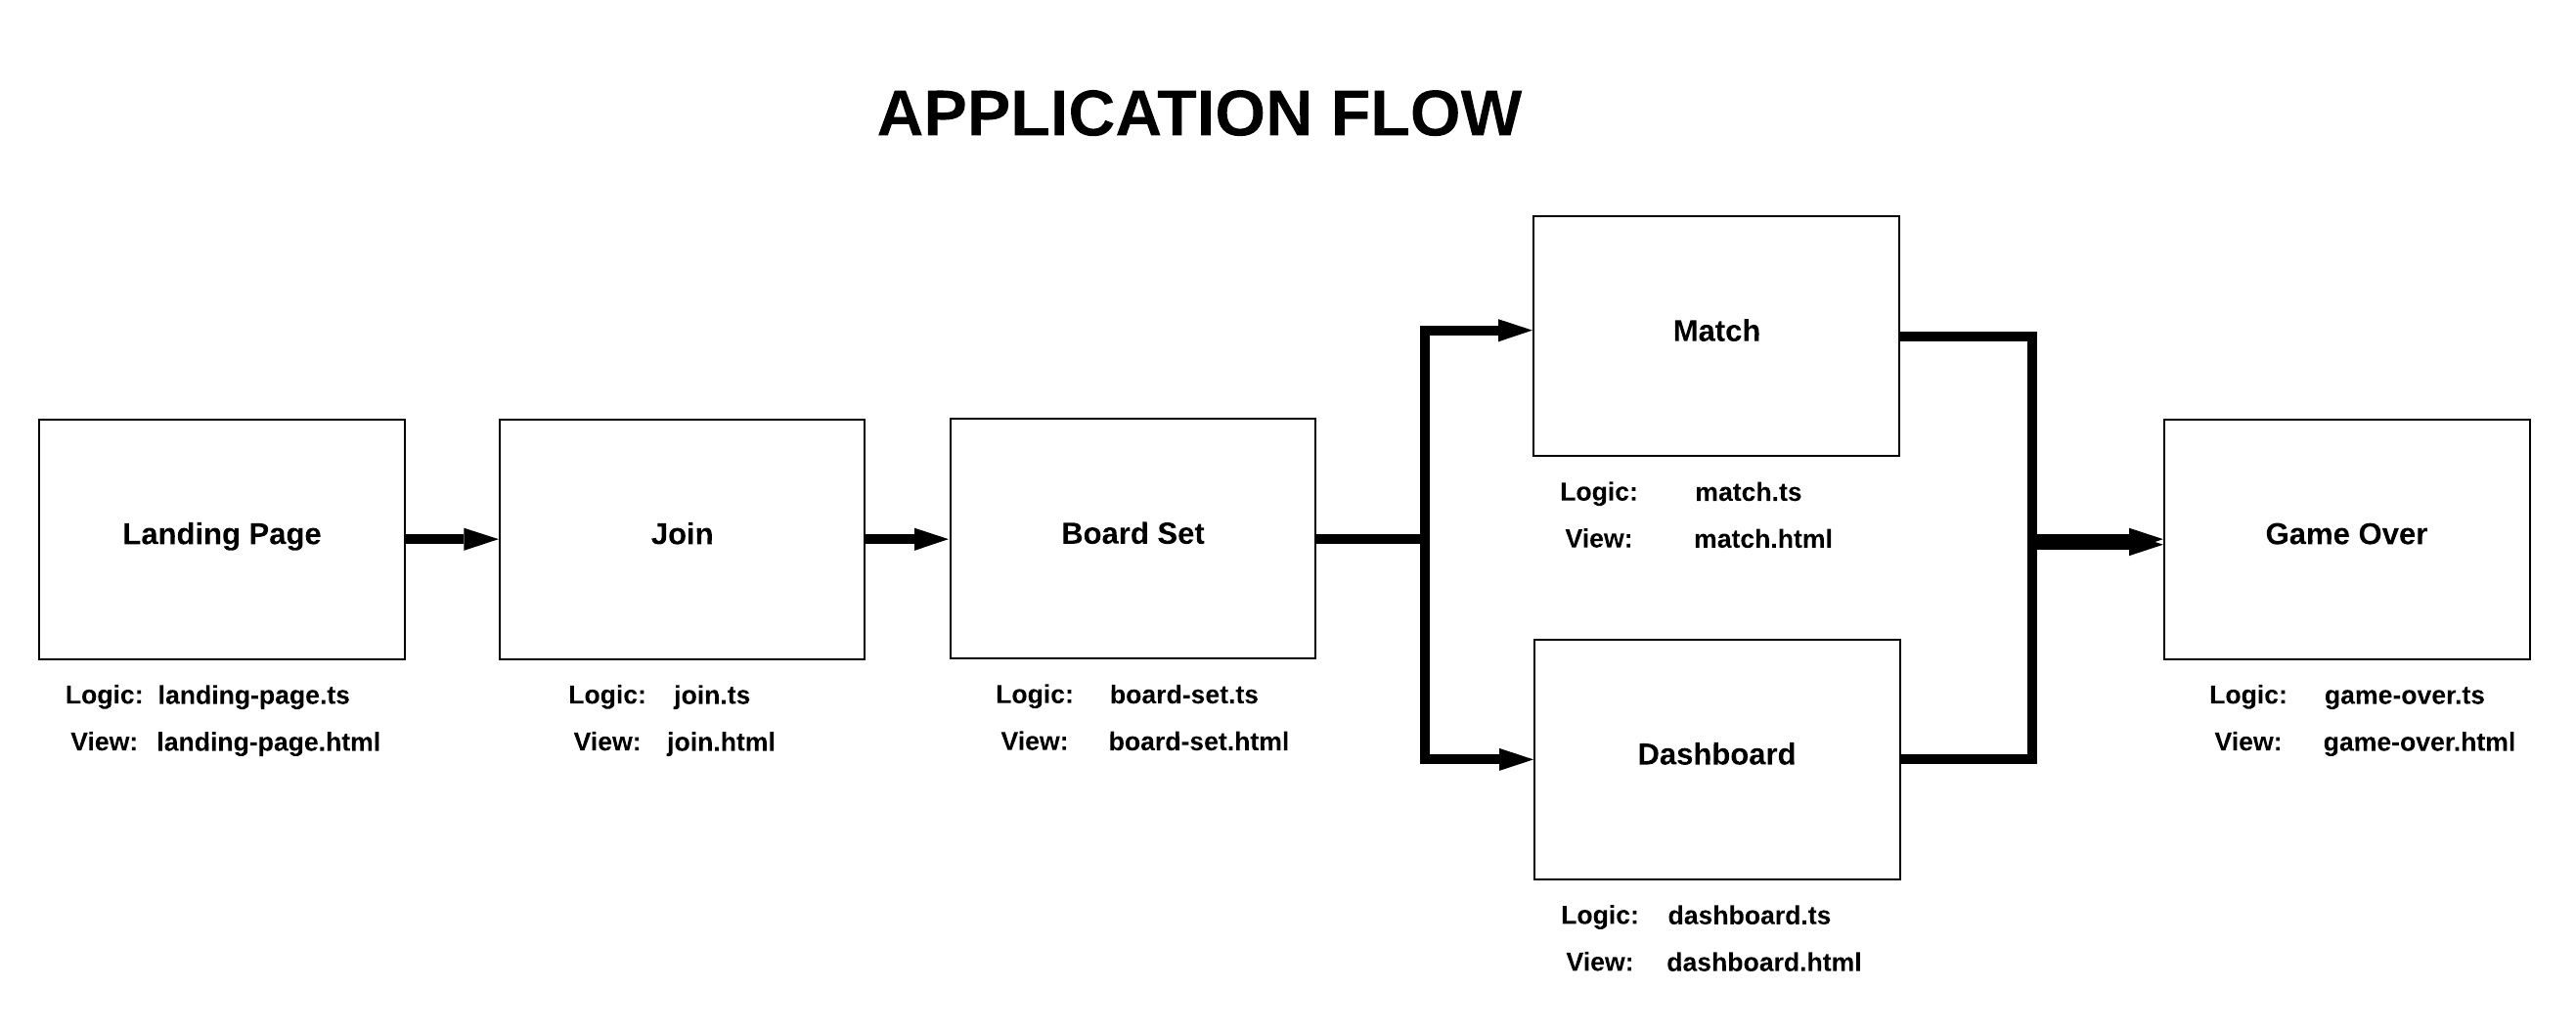 APPLICATION FLOW
Landing Page
Logic: landing-page.ts
View: landing-page.html
Join
Logic: join.ts
View: join.html
Board Set
Logic: board-set.ts
View: board-set.html
Match
Logic: match.ts
View: match.html
Dashboard
Logic: dashboard.ts
View: dashboard.html
Game Over
Logic: game-over.ts
View: game-over.html